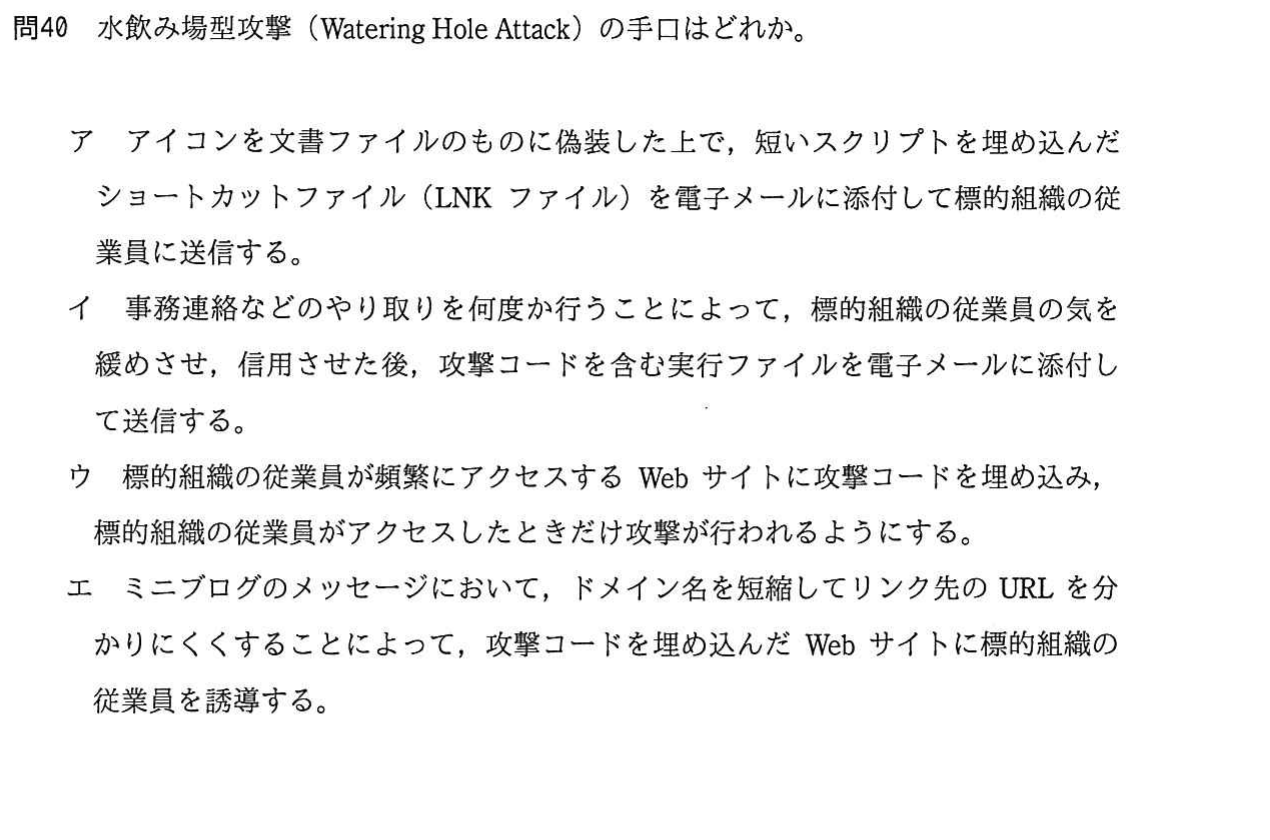 問40 水飲み場型攻撃（Watering Hole Attack）の手口はどれか。
ア アイコンを文書ファイルのものに偽装した上で，短いスクリプトを埋め込んだ
ショートカットファイル（LNK ファイル）を電子メールに添付して標的組織の従
業員に送信する。
イ 事務連絡などのやり取りを何度か行うことによって，標的組織の従業員の気を
緩めさせ，信用させた後，攻撃コードを含む実行ファイルを電子メールに添付し
て送信する。
ウ 標的組織の従業員が頻繁にアクセスする Web サイトに攻撃コードを埋め込み，
標的組織の従業員がアクセスしたときだけ攻撃が行われるようにする。
エ ミニブログのメッセージにおいて，ドメイン名を短縮してリンク先の URL を分
かりにくくすることによって，攻撃コードを埋め込んだ Web サイトに標的組織の
従業員を誘導する。